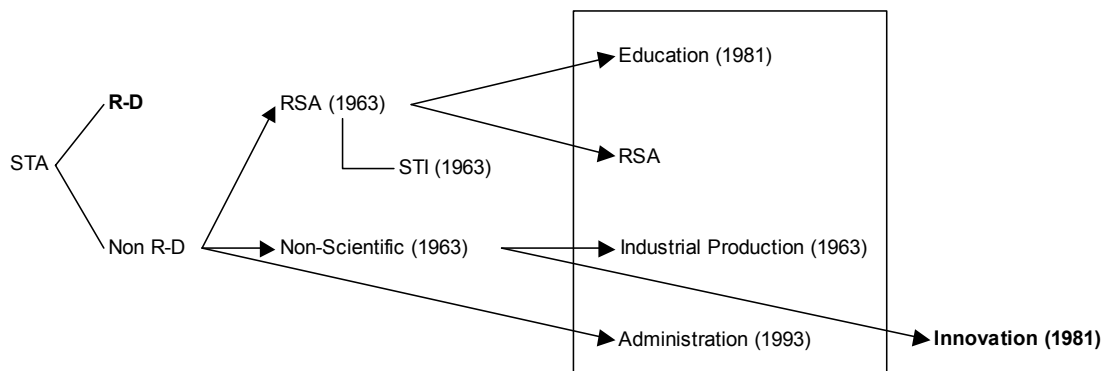 Education (1981)
R-D
RSA (1963)
RSA
STA
STI (1963)
Non R-D
Non-Scientific (1963)
Industrial Production (1963)
Administration (1993)
Innovation (1981)